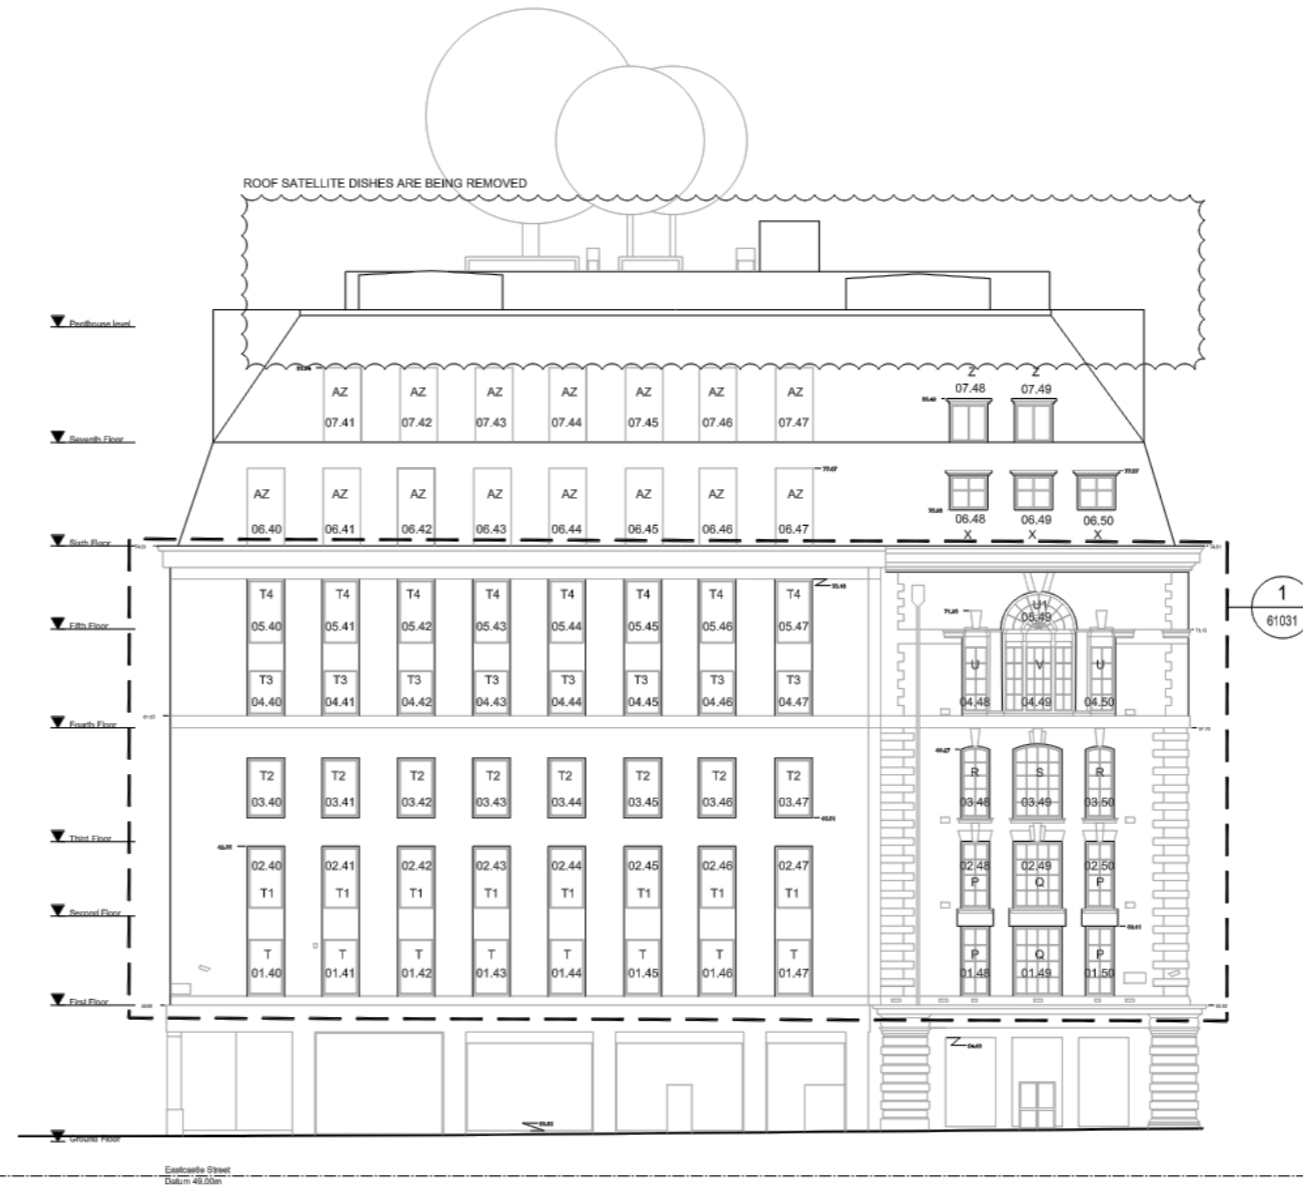 ROOF SATELLITE DISHES ARE BEING REMOVED
Penthouse level
Z Z
07.48 07.49
AZ AZ AZ AZ AZ AZ AZ
07.41 07.42 07.43 07.44 07.45 07.46 07.47
Seventh Floor
AZ AZ AZ AZ AZ AZ AZ AZ
06.40 06.41 06.42 06.43 06.44 06.45 06.46 06.47
06.48 06.49 06.50
X X X
Sixth Floor
T4 T4 T4 T4 T4 T4 T4 T4
05.40 05.41 05.42 05.43 05.44 05.45 05.46 05.47
U1
05.49
1
61031
Fifth Floor
U V U
T3 T3 T3 T3 T3 T3 T3 T3
04.40 04.41 04.42 04.43 04.44 04.45 04.46 04.47
04.48 04.49 04.50
Fourth Floor
T2 T2 T2 T2 T2 T2 T2 T2
R S R
03.40 03.41 03.42 03.43 03.44 03.45 03.46 03.47
03.48 03.49 03.50
Third Floor
02.40 02.41 02.42 02.43 02.44 02.45 02.46 02.47
02.48 02.49 02.50
T1 T1 T1 T1 T1 T1 T1 T1
P Q P
Second Floor
T T T T T T T T
P Q P
01.40 01.41 01.42 01.43 01.44 01.45 01.46 01.47
01.48 01.49 01.50
First Floor
Ground Floor
Eastcastle Street
Datum 49.00m